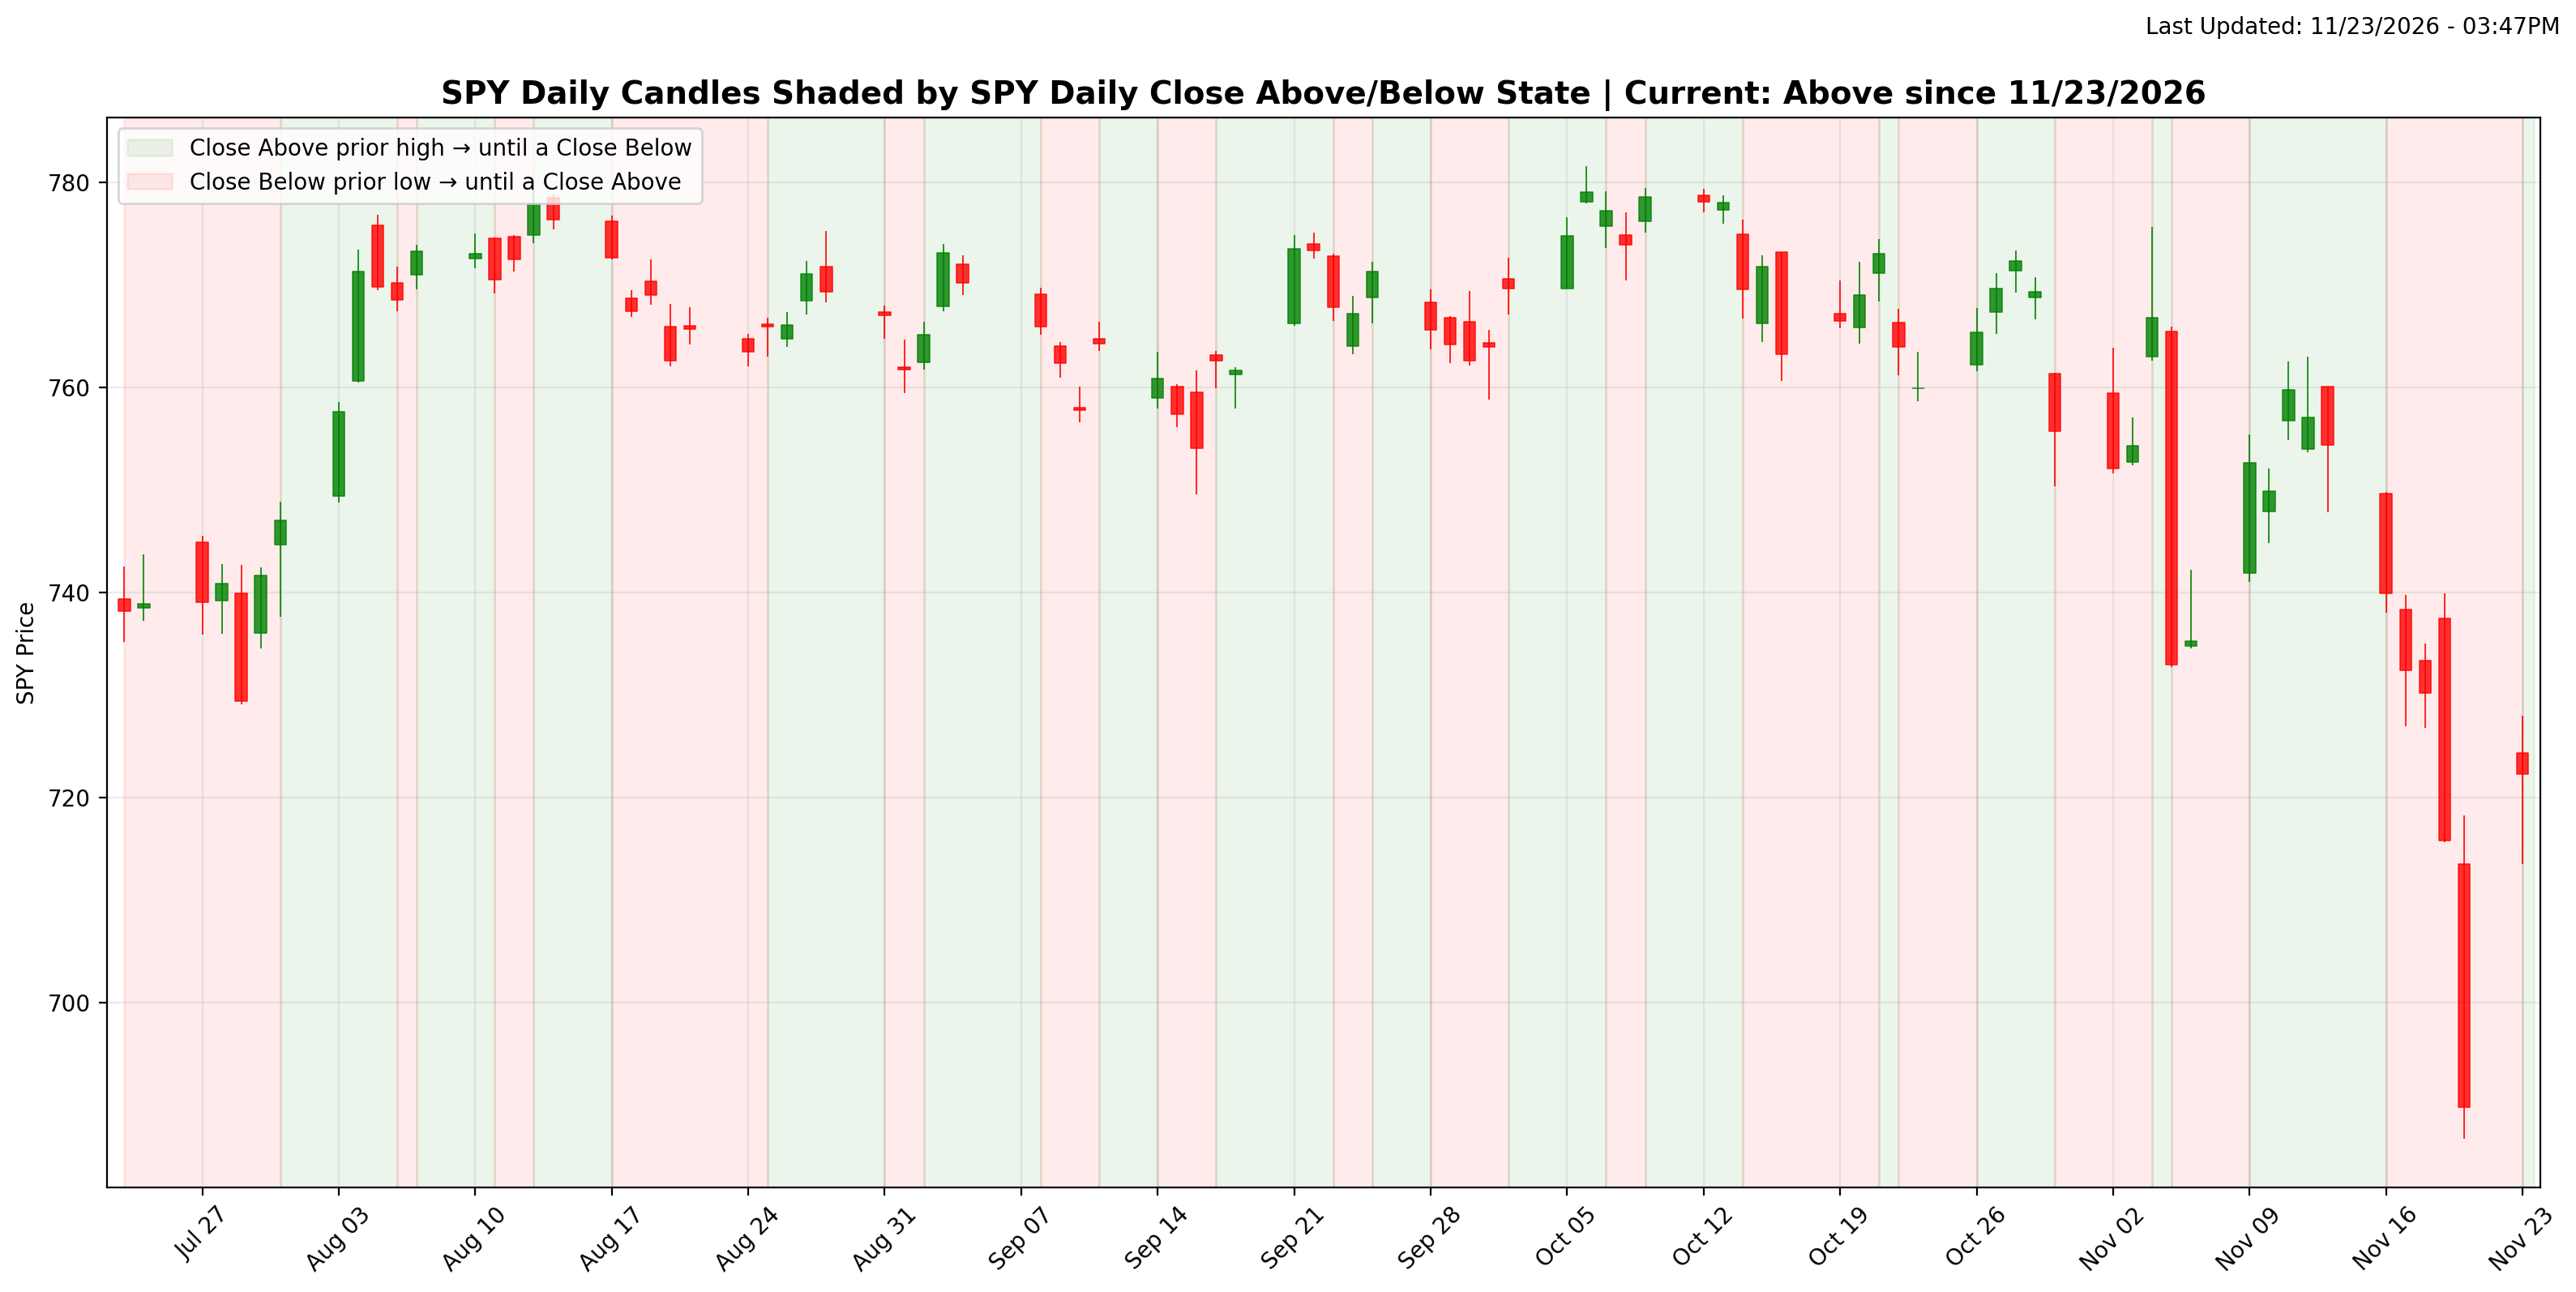 Last Updated: 11/23/2026 - 03:47PM
SPY Daily Candles Shaded by SPY Daily Close Above/Below State | Current: Above since 11/23/2026
Close Above prior high → until a Close Below
Close Below prior low → until a Close Above
780
760
740
720
700
SPY Price
Jul 27
Aug 03
Aug 10
Aug 17
Aug 24
Aug 31
Sep 07
Sep 14
Sep 21
Sep 28
Oct 05
Oct 12
Oct 19
Oct 26
Nov 02
Nov 09
Nov 16
Nov 23